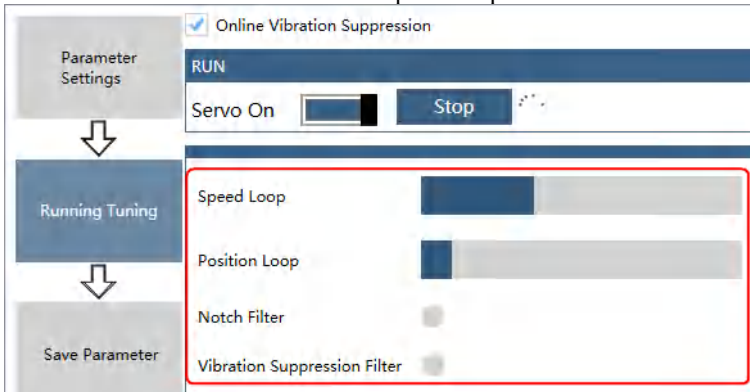 Online Vibration Suppression
Parameter
Settings
RUN
Servo On
Stop
Running Tuning
Speed Loop
Position Loop
Notch Filter
Save Parameter
Vibration Suppression Filter